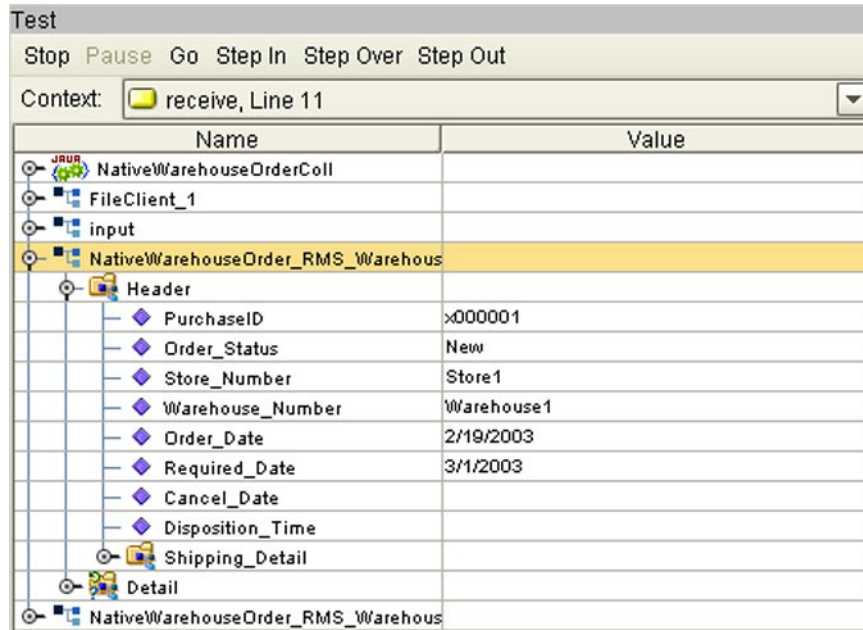 Test
Stop Pause Go Step In Step Over Step Out
Context: receive, Line 11
Name Value
JAVA NativeWarehouseOrderColl
FileClient_1
input
NativeWarehouseOrder_RMS_Warehous
Header
PurchaseID x000001
Order_Status New
Store_Number Store1
Warehouse_Number Warehouse1
Order_Date 2/19/2003
Required_Date 3/1/2003
Cancel_Date
Disposition_Time
Shipping_Detail
Detail
NativeWarehouseOrder_RMS_Warehous